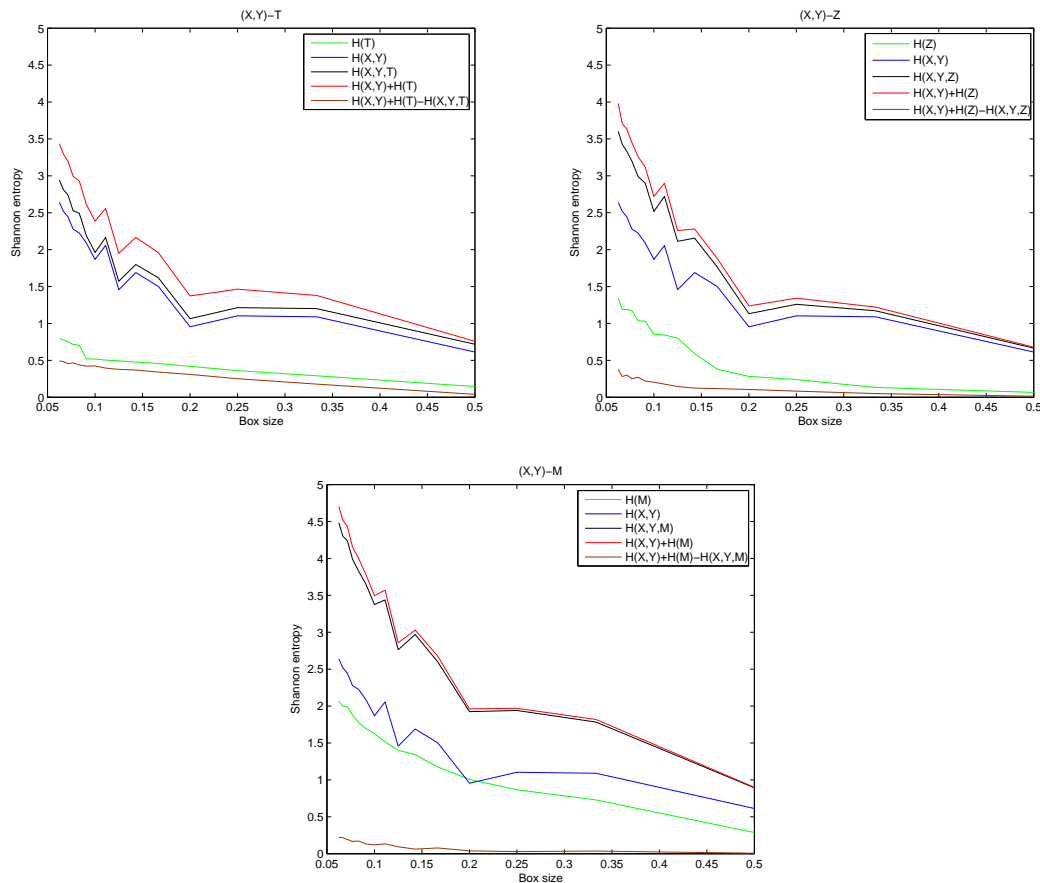 (X,Y)−T
5
4.5
4
3.5
3
2.5
2
1.5
1
0.5
0
Shannon entropy
0.05 0.1 0.15 0.2 0.25 0.3 0.35 0.4 0.45 0.5
Box size
H(T)
H(X,Y)
H(X,Y,T)
H(X,Y)+H(T)
H(X,Y)+H(T)−H(X,Y,T)
(X,Y)−Z
5
4.5
4
3.5
3
2.5
2
1.5
1
0.5
0
Shannon entropy
0.05 0.1 0.15 0.2 0.25 0.3 0.35 0.4 0.45 0.5
Box size
H(Z)
H(X,Y)
H(X,Y,Z)
H(X,Y)+H(Z)
H(X,Y)+H(Z)−H(X,Y,Z)
(X,Y)−M
5
4.5
4
3.5
3
2.5
2
1.5
1
0.5
0
Shannon entropy
0.05 0.1 0.15 0.2 0.25 0.3 0.35 0.4 0.45 0.5
Box size
H(M)
H(X,Y)
H(X,Y,M)
H(X,Y)+H(M)
H(X,Y)+H(M)−H(X,Y,M)